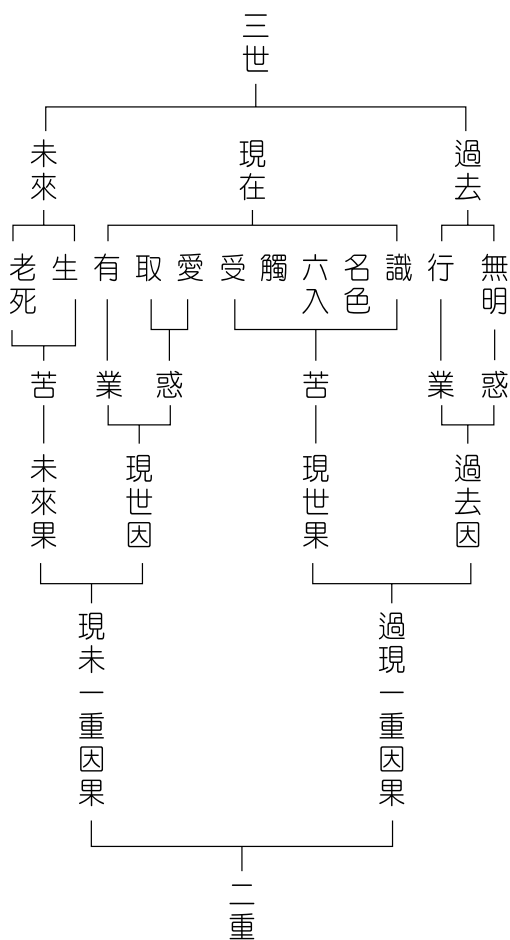 三世
過去
現在
未來
無明
行
識
名色
六入
觸
受
愛
取
有
生
老死
惑
業
苦
惑
業
苦
過去因
現世果
現世因
未來果
過現一重因果
現未一重因果
二重